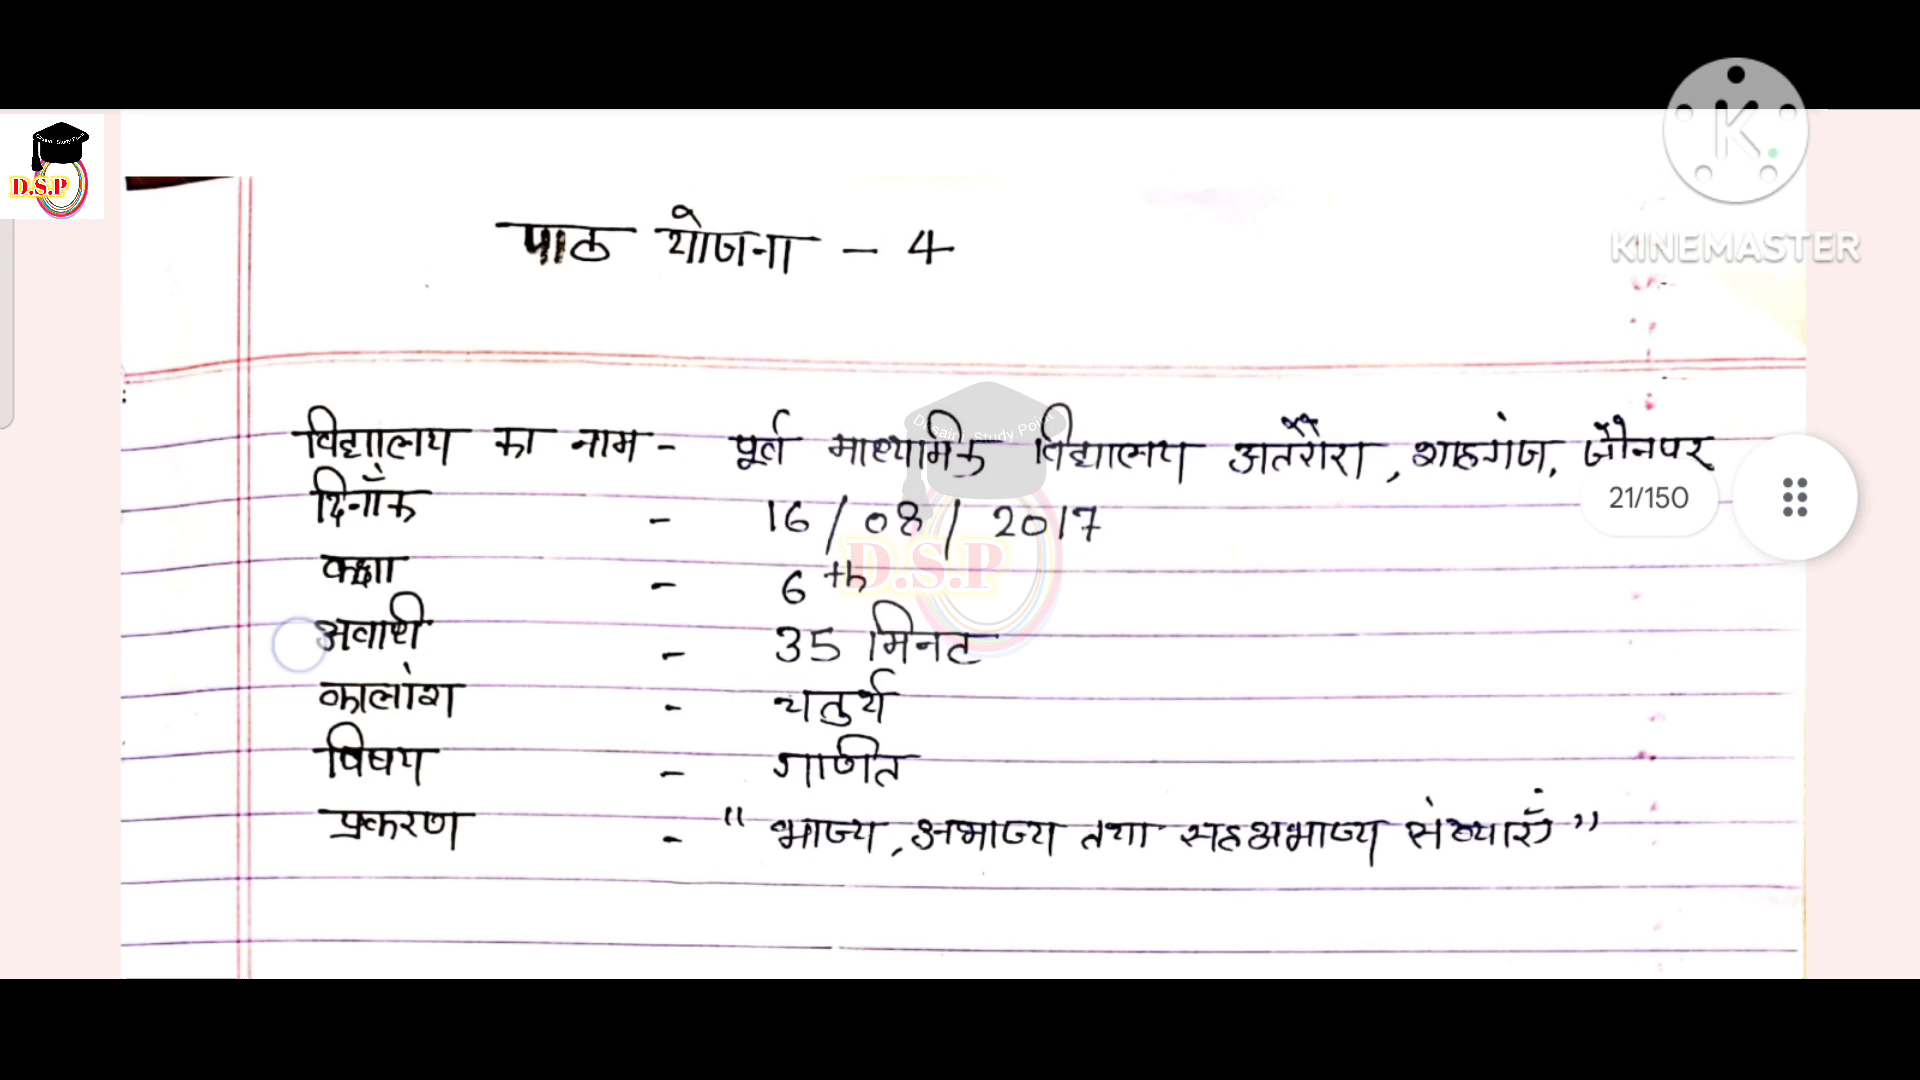 KINEMASTER
D.S.P
पाठ योजना - 4
विद्यालय का नाम - पूर्व माध्यमिक विद्यालय अतरौरा, शाहगंज, जौनपुर
दिनाँक - 16/08/2017
21/150
कक्षा - 6th
D.S.P
अवधी - 35 मिनट
कालांश - चतुर्थ
विषय - गणित
प्रकरण - "भाज्य, अभाज्य तथा सहअभाज्य संख्याएँ"